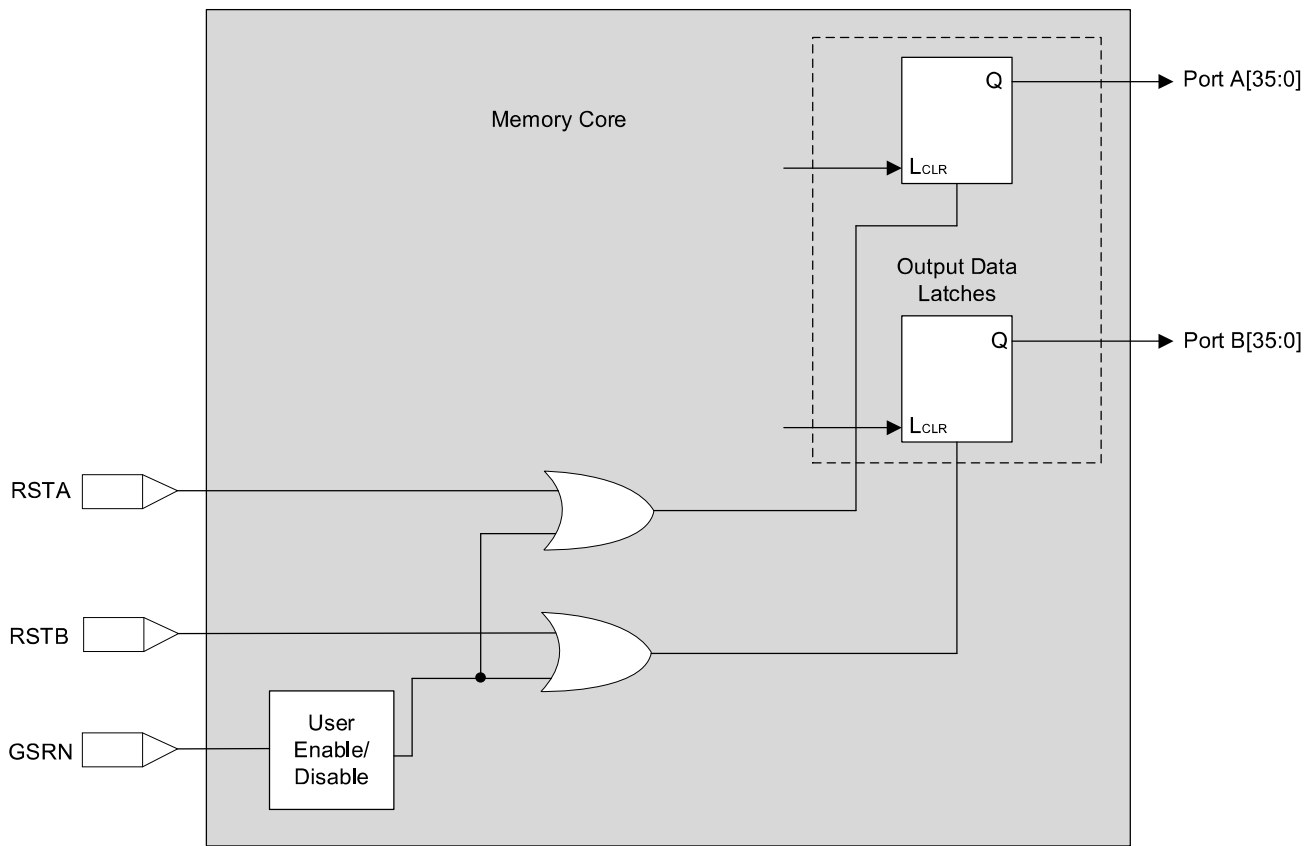 Memory Core
Q
Port A[35:0]
LCLR
Output Data
Latches
Q
Port B[35:0]
LCLR
RSTA
RSTB
GSRN
User
Enable/
Disable